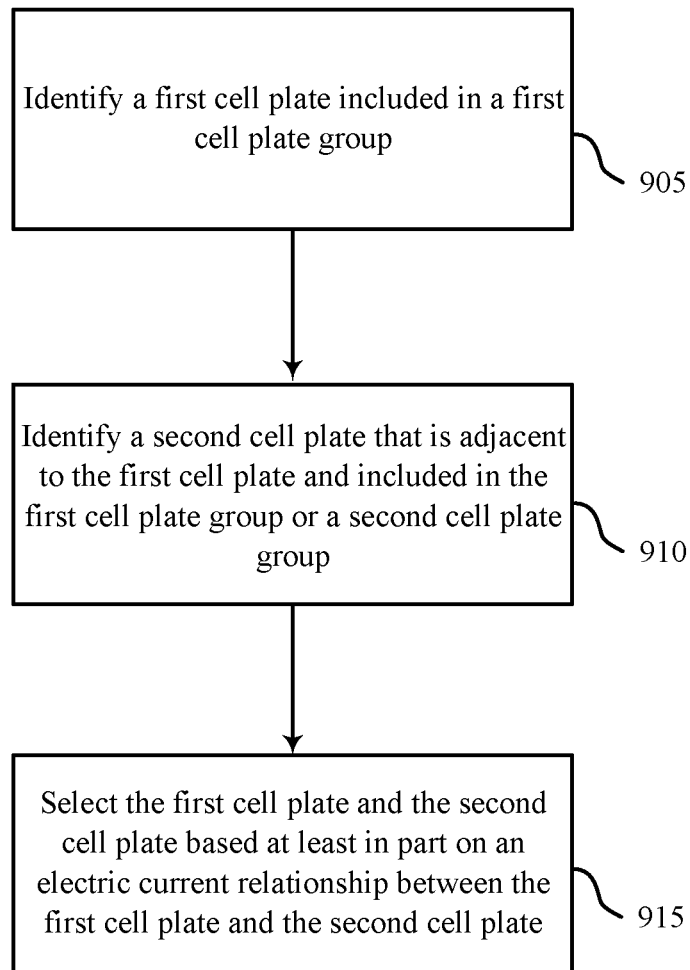 Identify a first cell plate included in a first
cell plate group
905
Identify a second cell plate that is adjacent
to the first cell plate and included in the
first cell plate group or a second cell plate
group
910
Select the first cell plate and the second
cell plate based at least in part on an
electric current relationship between the
first cell plate and the second cell plate
915